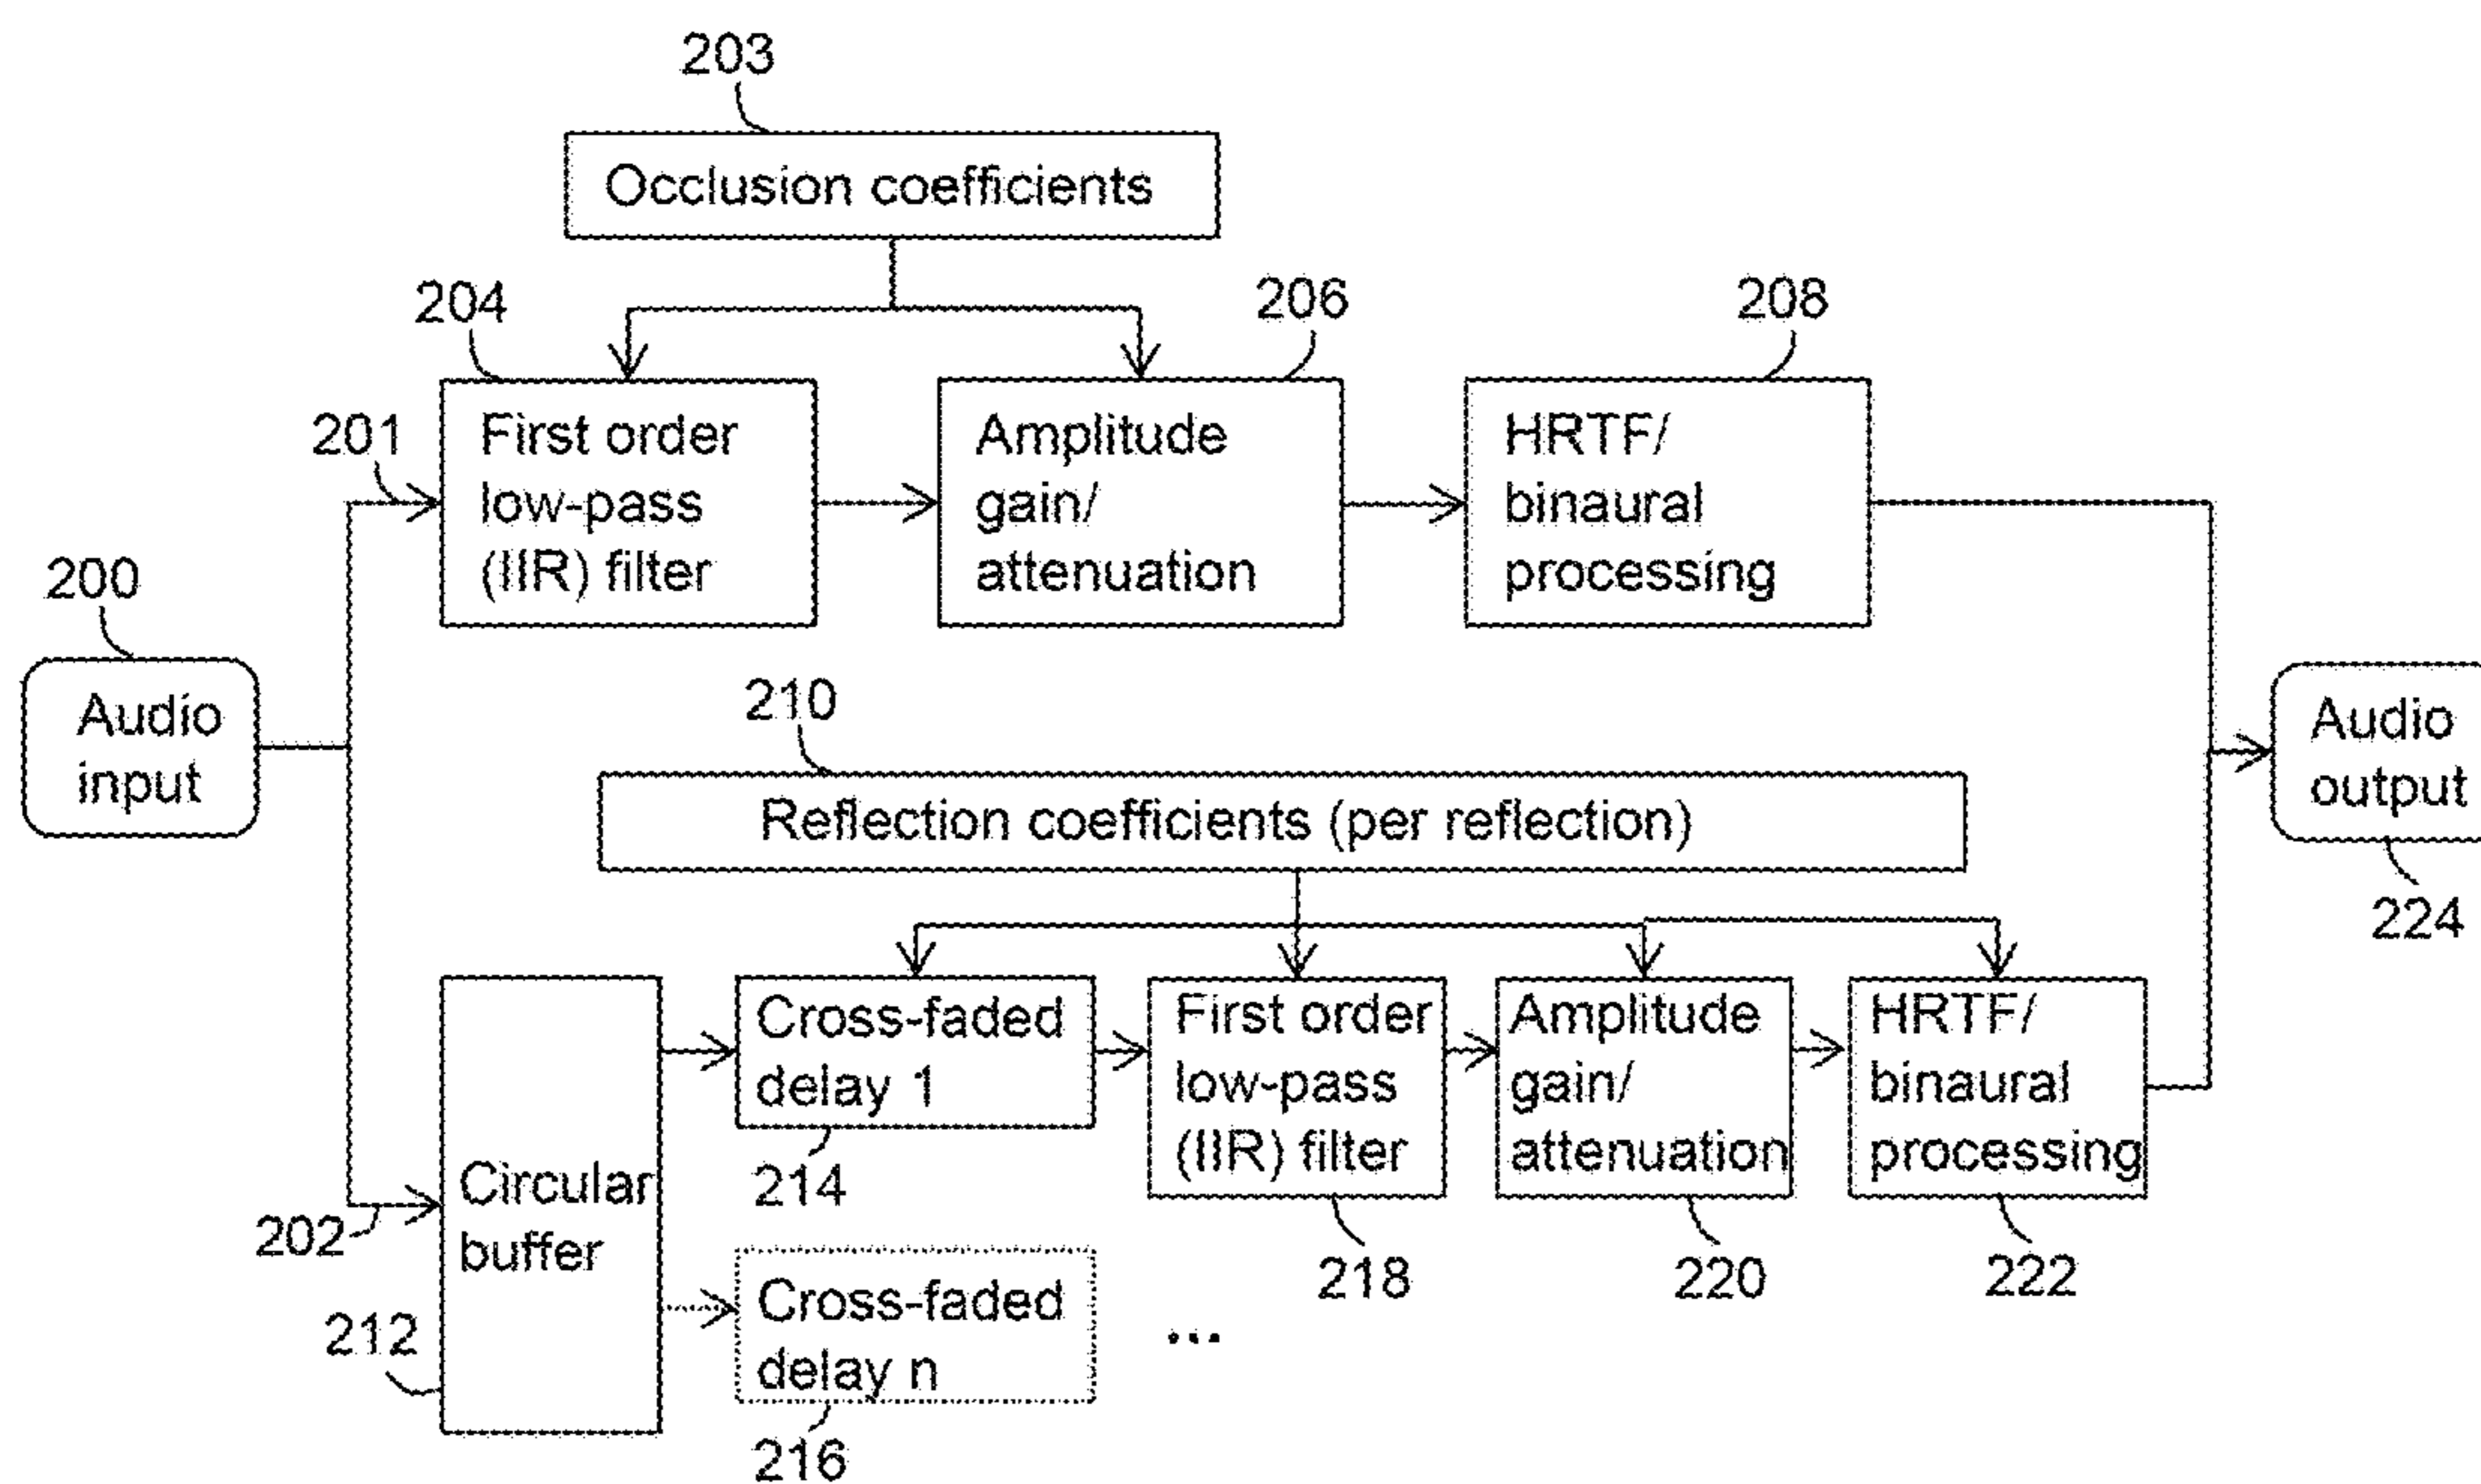 203
Occlusion coefficients
204
206
208
201
First order
low-pass
(IIR) filter
Amplitude
gain/
attenuation
HRTF/
binaural
processing
200
Audio
input
210
Reflection coefficients (per reflection)
Audio
output
224
202
212
Circular
buffer
Cross-faded
delay 1
214
First order
low-pass
(IIR) filter
218
Amplitude
gain/
attenuation
220
HRTF/
binaural
processing
222
Cross-faded
delay n
216
...